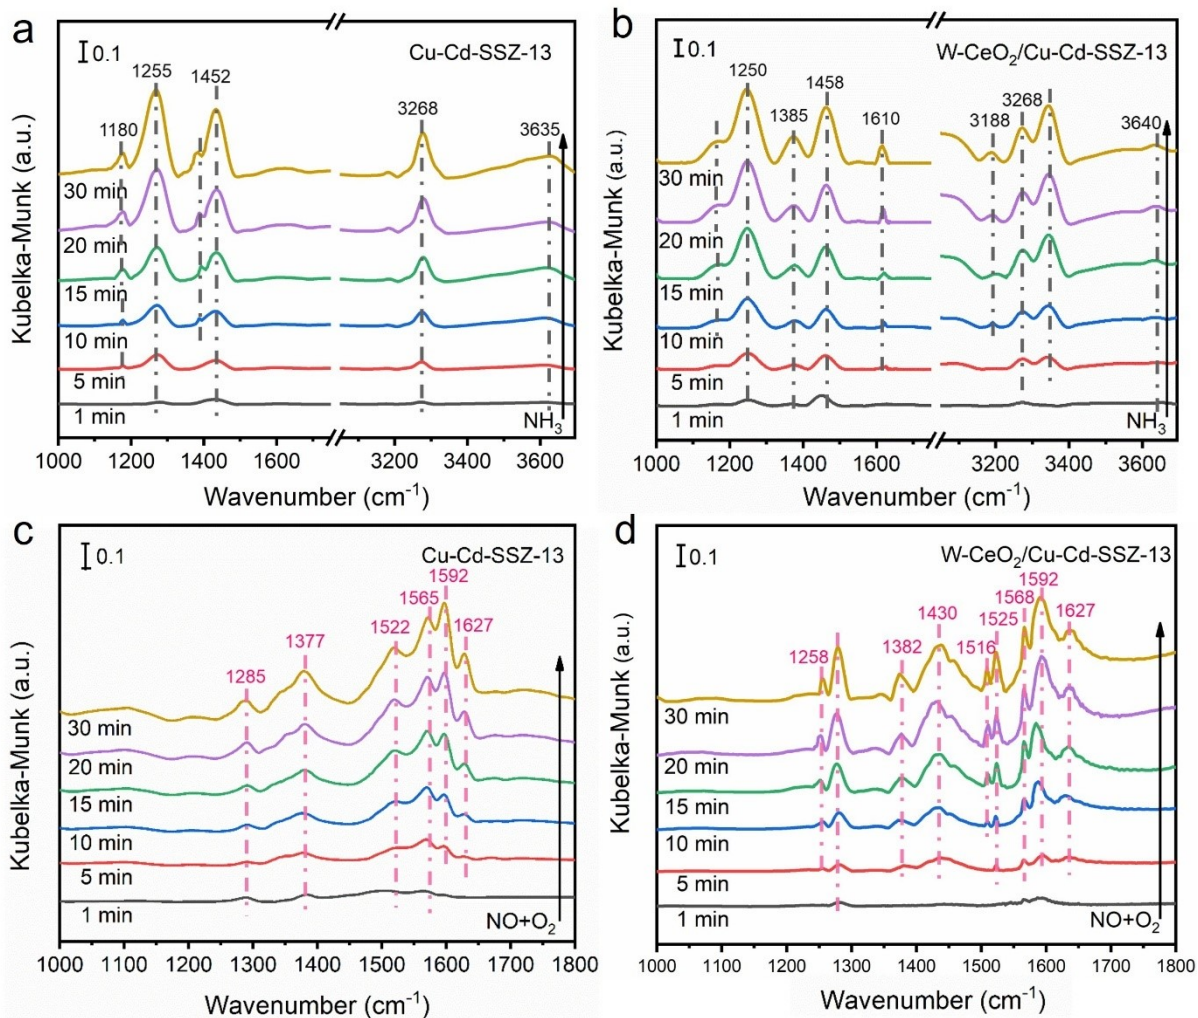 a
I 0.1
Cu-Cd-SSZ-13
1255
1452
1180
3268
3635
30 min
20 min
15 min
10 min
5 min
1 min
NH₃
Kubelka-Munk (a.u.)
1000 1200 1400 1600 3200 3400 3600
Wavenumber (cm⁻¹)
b
I 0.1
W-CeO₂/Cu-Cd-SSZ-13
1250
1458
1385
1610
3268
3188
3640
30 min
20 min
15 min
10 min
5 min
1 min
NH₃
Kubelka-Munk (a.u.)
1000 1200 1400 1600 3200 3400 3600
Wavenumber (cm⁻¹)
c
I 0.1
Cu-Cd-SSZ-13
1592
1565
1522
1627
1377
1285
30 min
20 min
15 min
10 min
5 min
1 min
NO+O₂
Kubelka-Munk (a.u.)
1000 1100 1200 1300 1400 1500 1600 1700 1800
Wavenumber (cm⁻¹)
d
I 0.1
W-CeO₂/Cu-Cd-SSZ-13
1592
1568
1525
1627
1430
1516
1382
1258
30 min
20 min
15 min
10 min
5 min
1 min
NO+O₂
Kubelka-Munk (a.u.)
1000 1100 1200 1300 1400 1500 1600 1700 1800
Wavenumber (cm⁻¹)